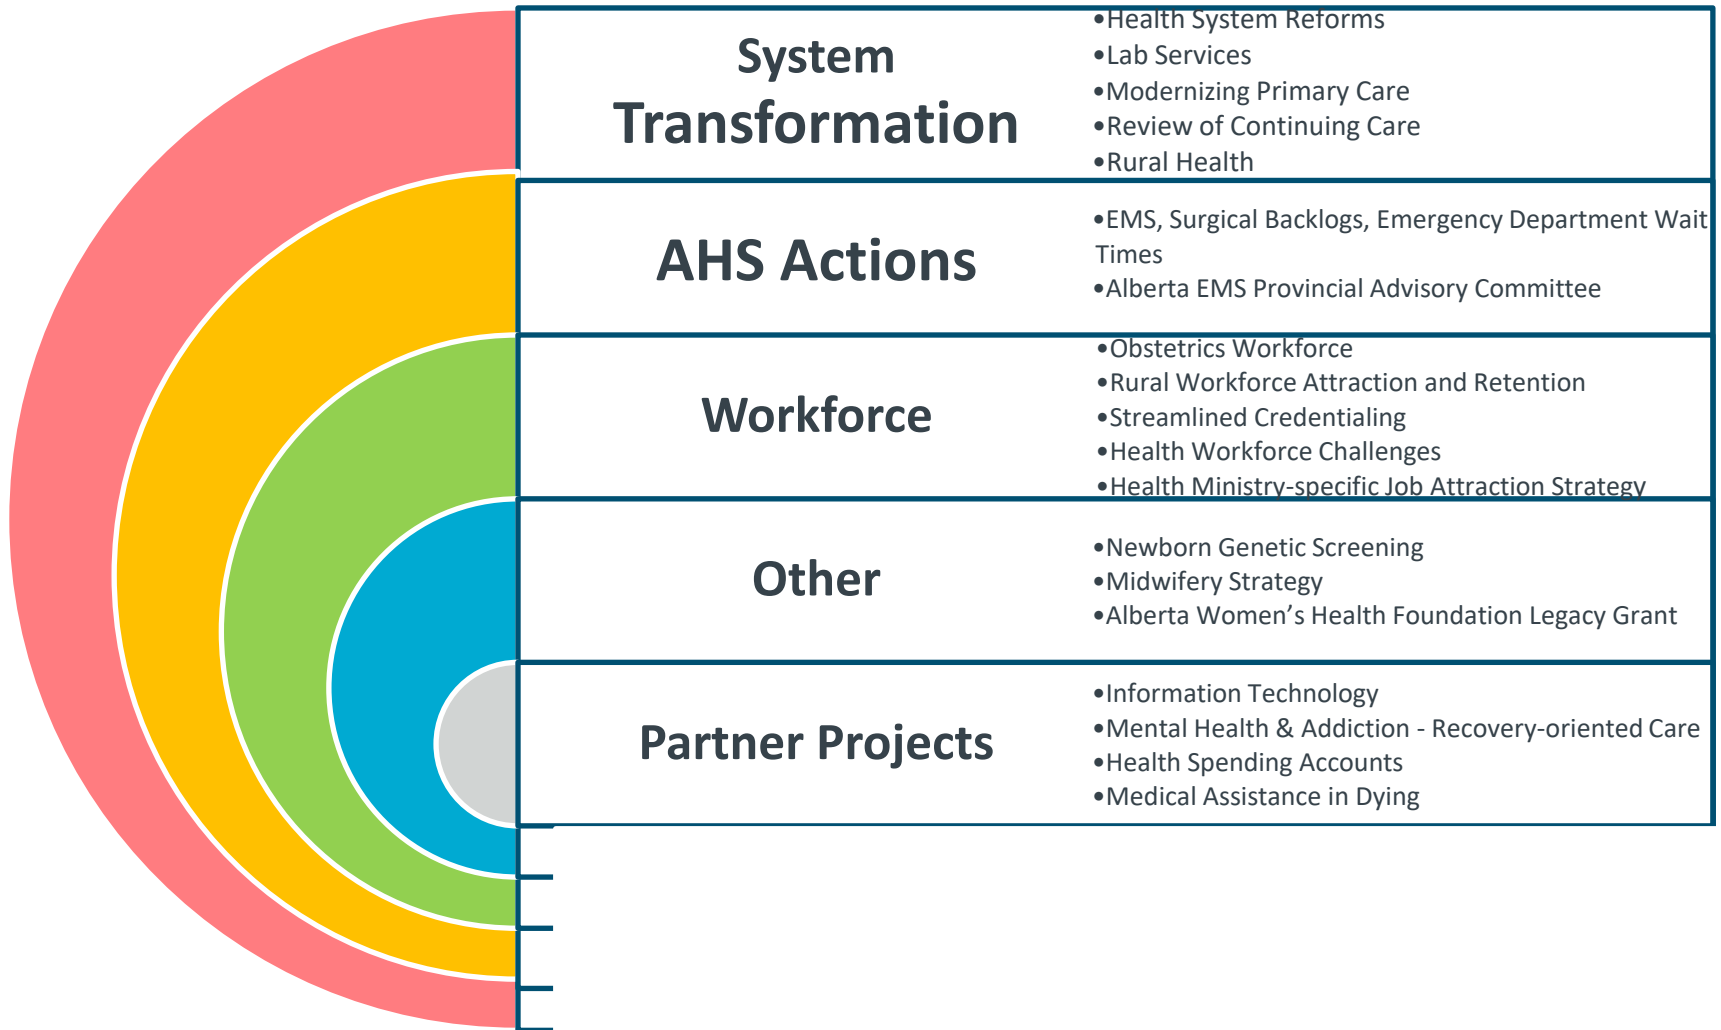 System
Transformation
•Health System Reforms
•Lab Services
•Modernizing Primary Care
•Review of Continuing Care
•Rural Health
AHS Actions
•EMS, Surgical Backlogs, Emergency Department Wait
Times
•Alberta EMS Provincial Advisory Committee
Workforce
•Obstetrics Workforce
•Rural Workforce Attraction and Retention
•Streamlined Credentialing
•Health Workforce Challenges
•Health Ministry-specific Job Attraction Strategy
Other
•Newborn Genetic Screening
•Midwifery Strategy
•Alberta Women’s Health Foundation Legacy Grant
Partner Projects
•Information Technology
•Mental Health & Addiction - Recovery-oriented Care
•Health Spending Accounts
•Medical Assistance in Dying